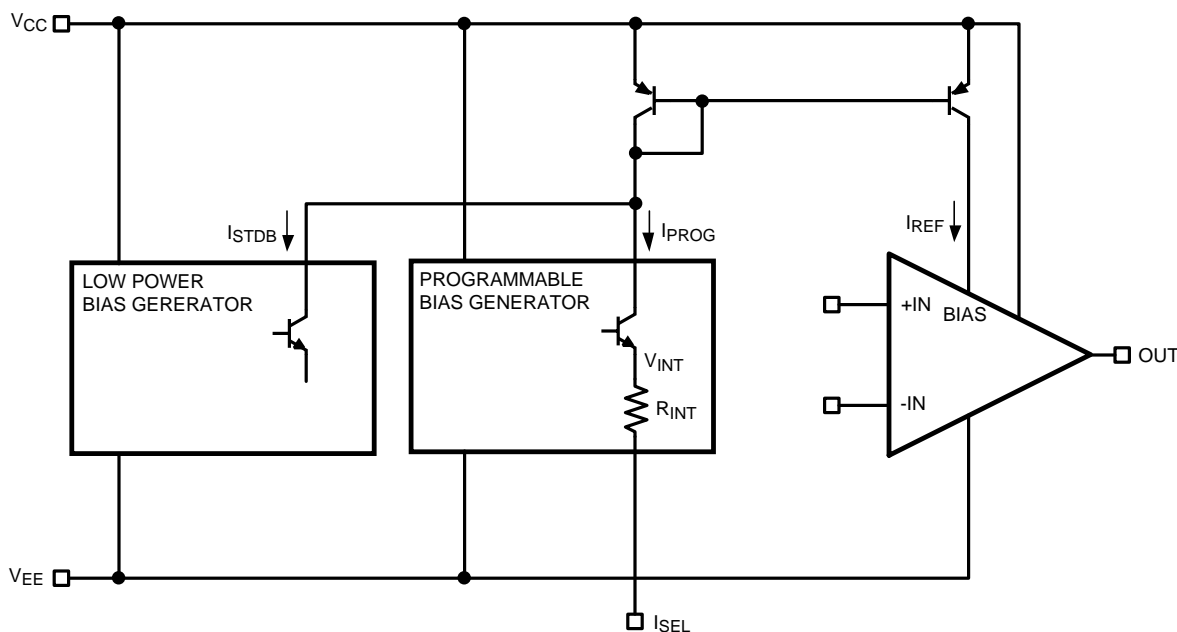 VCC
ISTDB
IPROG
IREF
LOW POWER
BIAS GERERATOR
PROGRAMMABLE
BIAS GENERATOR
+IN
BIAS
VINT
OUT
RINT
-IN
VEE
ISEL